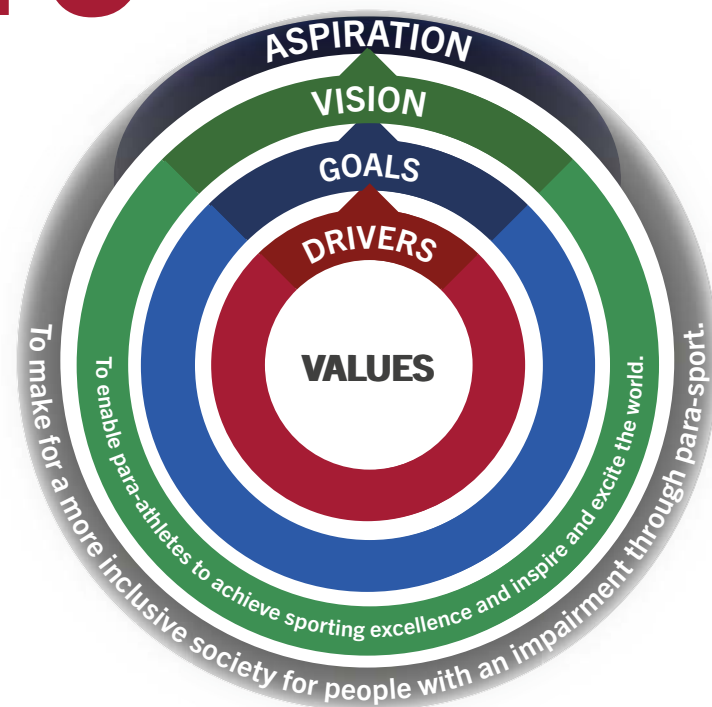 ASPIRATION
VISION
GOALS
DRIVERS
VALUES
To enable para-athletes to achieve sporting excellence and inspire and excite the world.
To make for a more inclusive society for people with an impairment through para-sport.